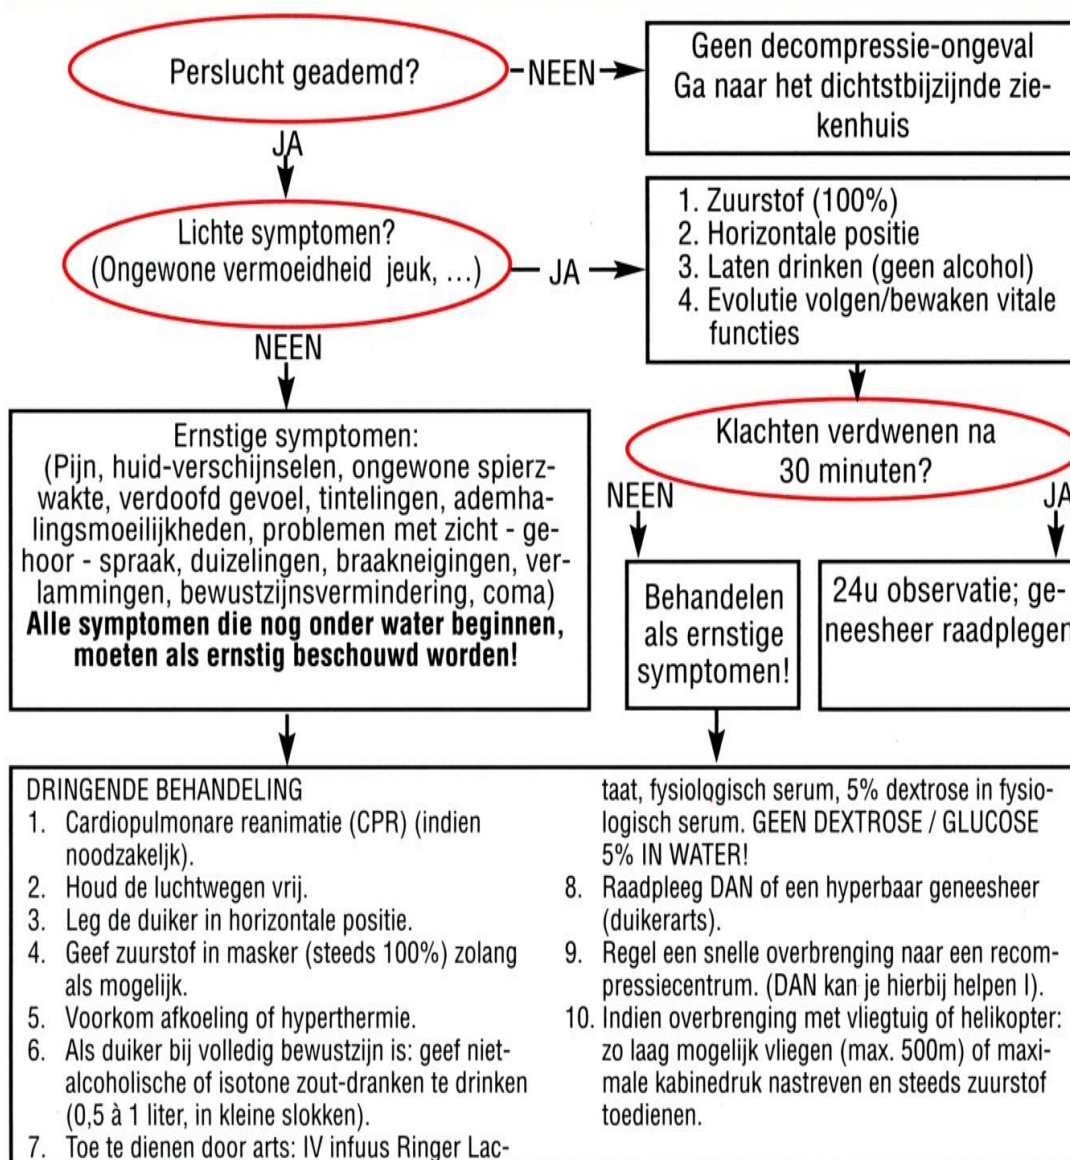 Perslucht geademd?
NEEN
Geen decompressie-ongeval
Ga naar het dichtstbijzijnde zie-
kenhuis
JA
Lichte symptomen?
(Ongewone vermoeidheid jeuk, ...)
JA
1. Zuurstof (100%)
2. Horizontale positie
3. Laten drinken (geen alcohol)
4. Evolutie volgen/bewaken vitale
functies
NEEN
Ernstige symptomen:
(Pijn, huid-verschijnselen, ongewone spierz-
wakte, verdoofd gevoel, tintelingen, ademha-
lingsmoeilijkheden, problemen met zicht - ge-
hoor - spraak, duizelingen, braakneigingen, ver-
lammingen, bewustzijnsvermindering, coma)
Alle symptomen die nog onder water beginnen,
moeten als ernstig beschouwd worden!
Klachten verdwenen na
30 minuten?
NEEN
JA
Behandelen
als ernstige
symptomen!
24u observatie; ge-
neesheer raadplegen
DRINGENDE BEHANDELING
1. Cardiopulmonare reanimatie (CPR) (indien
noodzakelijk).
2. Houd de luchtwegen vrij.
3. Leg de duiker in horizontale positie.
4. Geef zuurstof in masker (steeds 100%) zolang
als mogelijk.
5. Voorkom afkoeling of hyperthermie.
6. Als duiker bij volledig bewustzijn is: geef niet-
alcoholische of isotone zout-dranken te drinken
(0,5 à 1 liter, in kleine slokken).
7. Toe te dienen door arts: IV infuus Ringer Lac-
taat, fysiologisch serum, 5% dextrose in fysio-
logisch serum. GEEN DEXTROSE / GLUCOSE
5% IN WATER!
8. Raadpleeg DAN of een hyperbaar geneesheer
(duikerarts).
9. Regel een snelle overbrenging naar een recom-
pressiecentrum. (DAN kan je hierbij helpen I).
10. Indien overbrenging met vliegtuig of helikopter:
zo laag mogelijk vliegen (max. 500m) of maxi-
male kabinedruk nastreven en steeds zuurstof
toedienen.